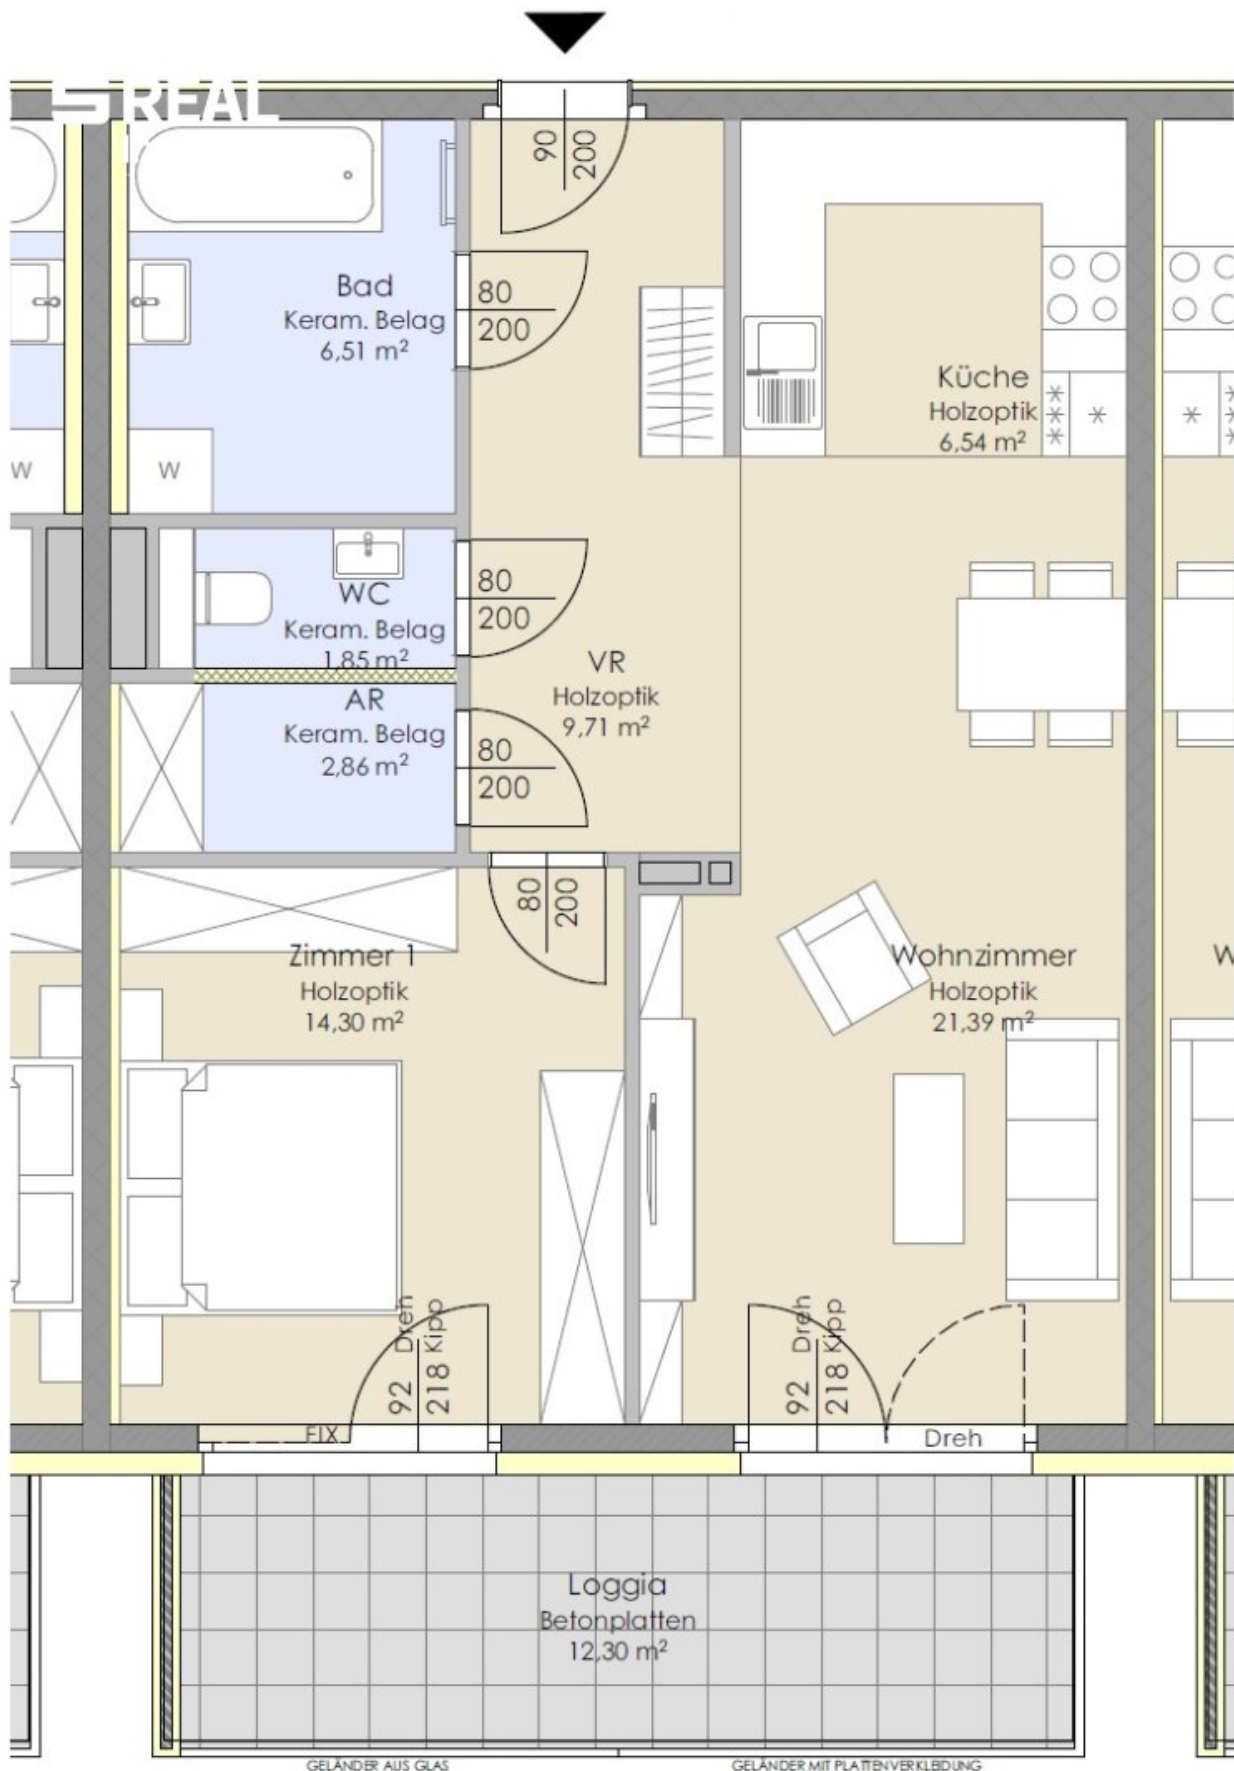 S REAL
90
200
Bad
Keram. Belag
6,51 m²
80
200
Küche
Holzoptik
6,54 m²
W
W
80
200
WC
Keram. Belag
1,85 m²
VR
Holzoptik
9,71 m²
AR
Keram. Belag
2,86 m²
80
200
80
200
Zimmer 1
Holzoptik
14,30 m²
Wohnzimmer
Holzoptik
21,39 m²
W
92
218
Dreh
Kipp
92
218
Dreh
Kipp
FIX
Dreh
Loggia
Betonplatten
12,30 m²
GELÄNDER AUS GLAS
GELÄNDER MIT PLATTENVERKLEIDUNG